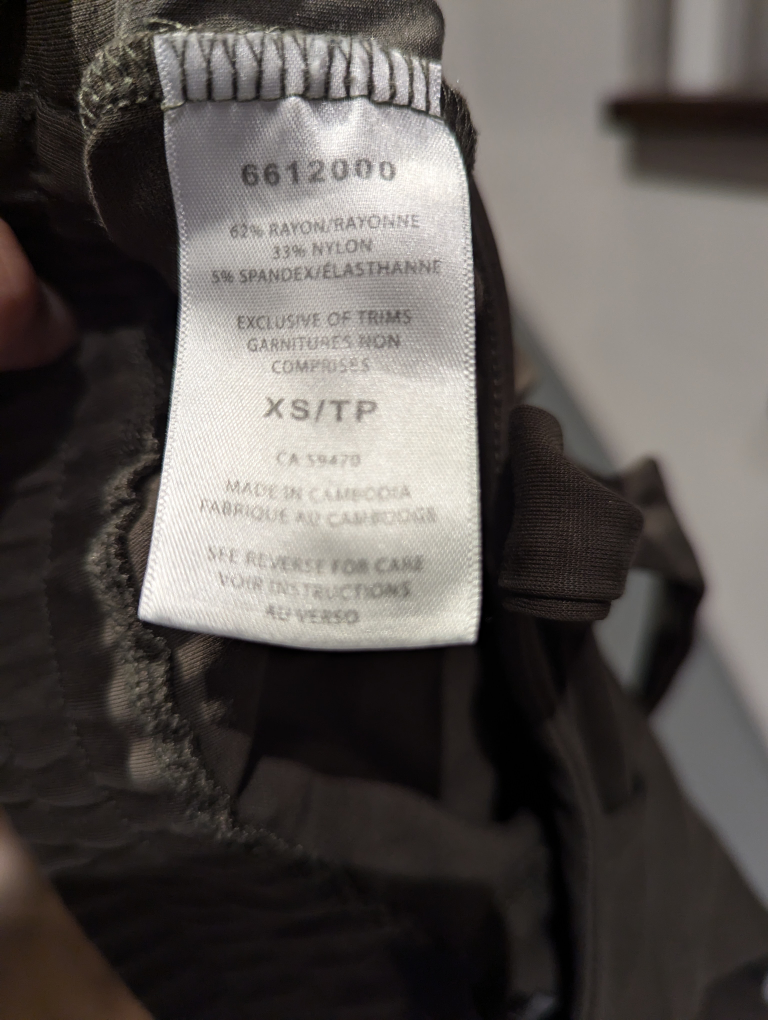 6612000
62% RAYON/RAYONNE
33% NYLON
5% SPANDEX/ÉLASTHANNE
EXCLUSIVE OF TRIMS
GARNITURES NON
COMPRISES
XS/TP
CA 59470
MADE IN CAMBODIA
FABRIQUE AU CAMBODGE
SEE REVERSE FOR CARE
VOIR INSTRUCTIONS
AU VERSO